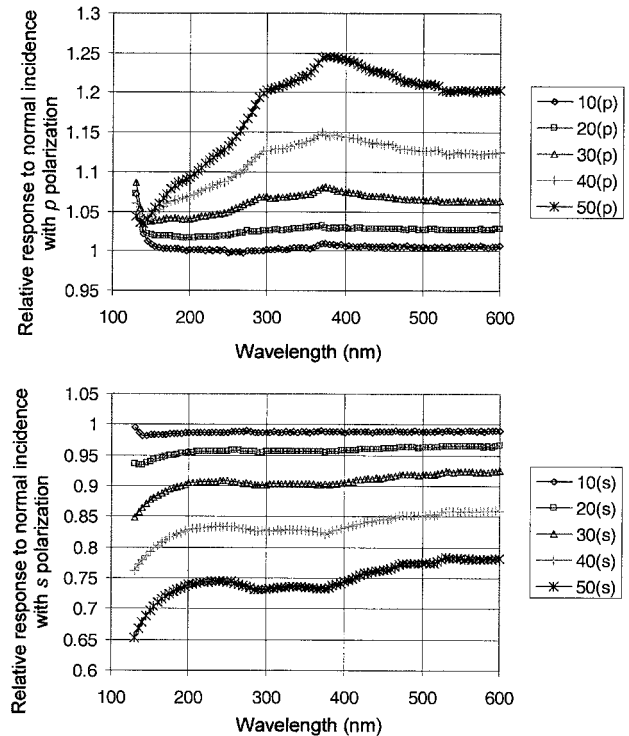 Relative response to normal incidence
with p polarization
1.3
1.25
1.2
1.15
1.1
1.05
1
0.95
100 200 300 400 500 600
Wavelength (nm)
10(p)
20(p)
30(p)
40(p)
50(p)
Relative response to normal incidence
with s polarization
1.05
1
0.95
0.9
0.85
0.8
0.75
0.7
0.65
0.6
100 200 300 400 500 600
Wavelength (nm)
10(s)
20(s)
30(s)
40(s)
50(s)